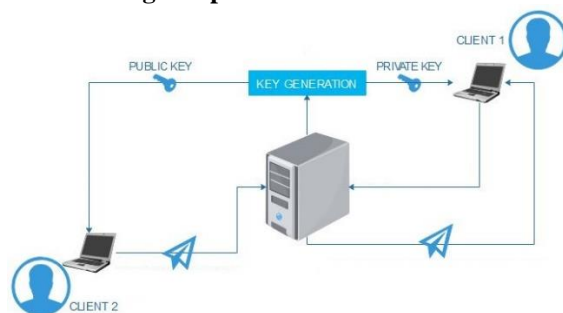 CLIENT 1
PUBLIC KEY
KEY GENERATION
PRIVATE KEY
CLIENT 2